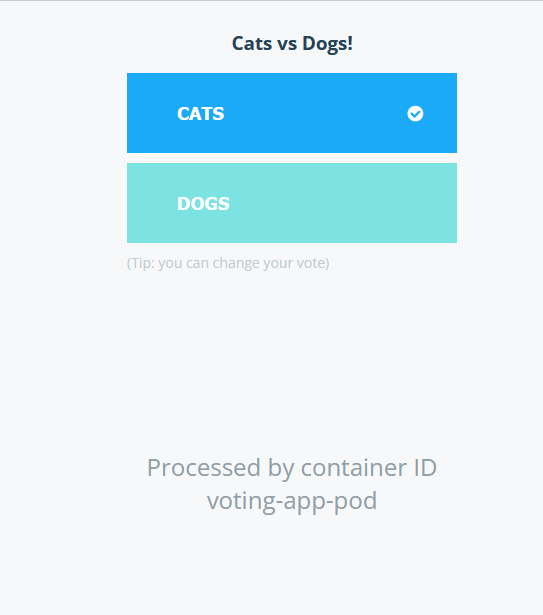 Cats vs Dogs!
CATS
DOGS
(Tip: you can change your vote)
Processed by container ID
voting-app-pod